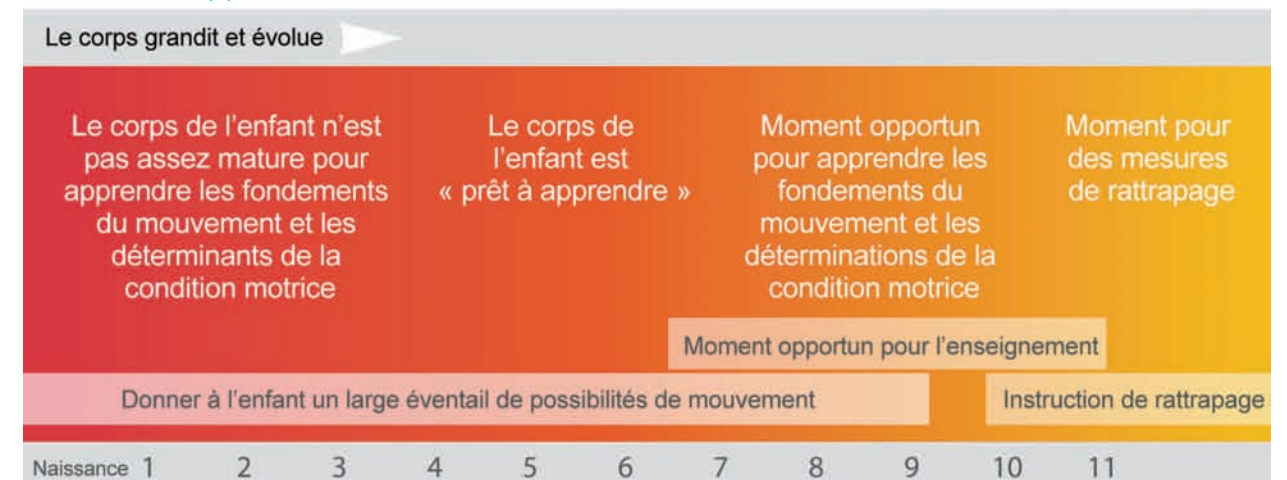 Le corps grandit et évolue
Le corps de l'enfant n'est
pas assez mature pour
apprendre les fondements
du mouvement et les
déterminants de la
condition motrice
Le corps de
l'enfant est
« prêt à apprendre »
Moment opportun
pour apprendre les
fondements du
mouvement et les
déterminations de la
condition motrice
Moment pour
des mesures
de rattrapage
Moment opportun pour l'enseignement
Donner à l'enfant un large éventail de possibilités de mouvement
Instruction de rattrapage
Naissance 1 2 3 4 5 6 7 8 9 10 11